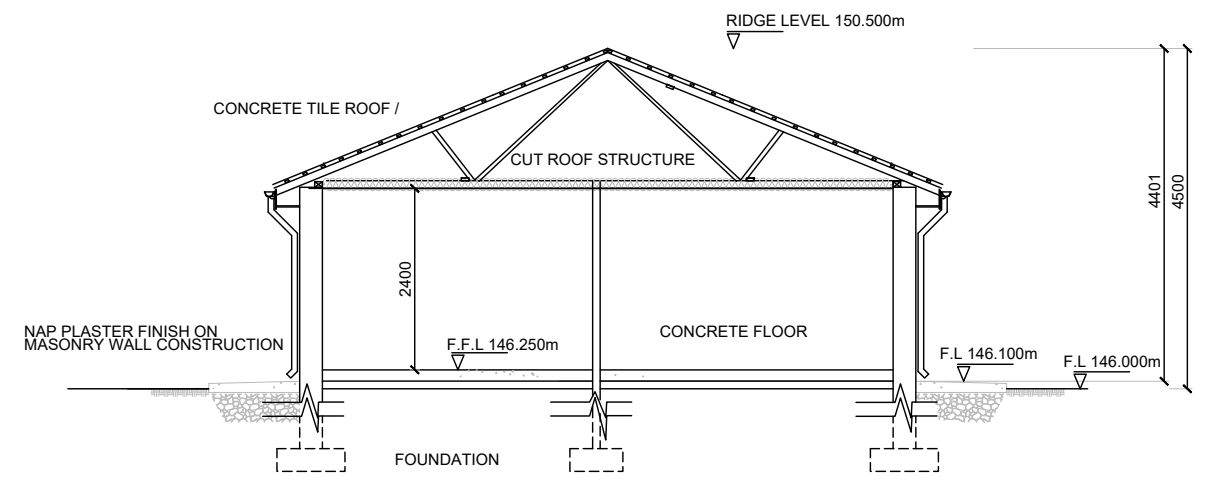 RIDGE LEVEL 150.500m
CONCRETE TILE ROOF /
CUT ROOF STRUCTURE
4401
4500
2400
NAP PLASTER FINISH ON
MASONRY WALL CONSTRUCTION
CONCRETE FLOOR
F.F.L 146.250m
F.L 146.100m
F.L 146.000m
FOUNDATION